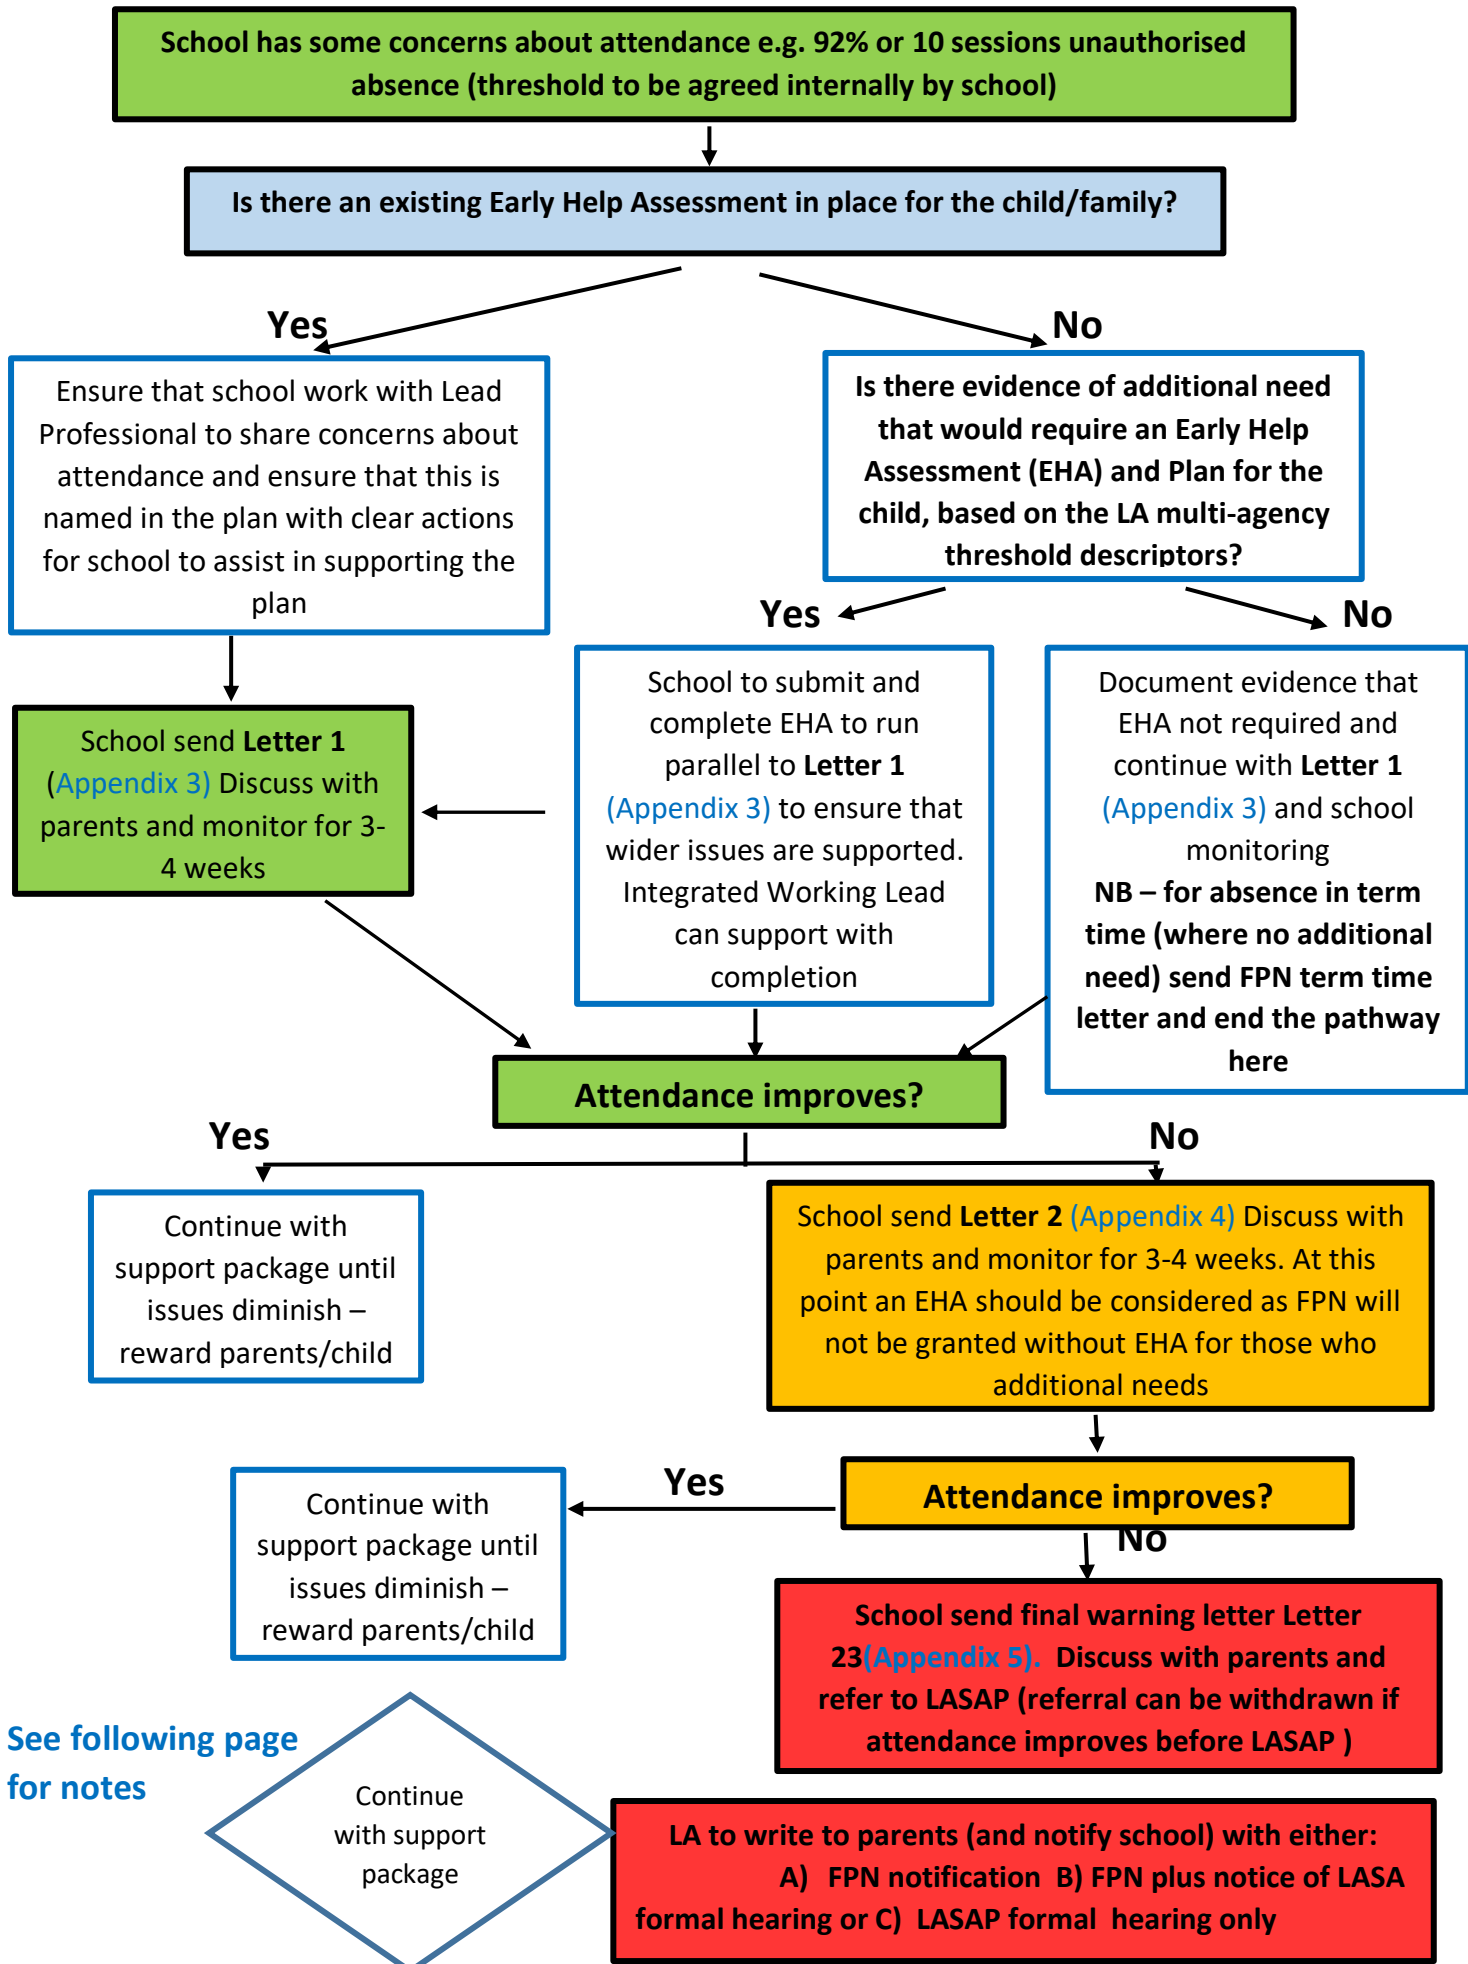 School has some concerns about attendance e.g. 92% or 10 sessions unauthorised
absence (threshold to be agreed internally by school)
Is there an existing Early Help Assessment in place for the child/family?
Yes
No
Ensure that school work with Lead
Professional to share concerns about
attendance and ensure that this is
named in the plan with clear actions
for school to assist in supporting the
plan
Is there evidence of additional need
that would require an Early Help
Assessment (EHA) and Plan for the
child, based on the LA multi-agency
threshold descriptors?
Yes
No
School send Letter 1
(Appendix 3) Discuss with
parents and monitor for 3-
4 weeks
School to submit and
complete EHA to run
parallel to Letter 1
(Appendix 3) to ensure that
wider issues are supported.
Integrated Working Lead
can support with
completion
Document evidence that
EHA not required and
continue with Letter 1
(Appendix 3) and school
monitoring
NB – for absence in term
time (where no additional
need) send FPN term time
letter and end the pathway
here
Attendance improves?
Yes
No
Continue with
support package until
issues diminish –
reward parents/child
School send Letter 2 (Appendix 4) Discuss with
parents and monitor for 3-4 weeks. At this
point an EHA should be considered as FPN will
not be granted without EHA for those who
additional needs
Attendance improves?
Yes
No
Continue with
support package until
issues diminish –
reward parents/child
School send final warning letter Letter
23(Appendix 5). Discuss with parents and
refer to LASAP (referral can be withdrawn if
attendance improves before LASAP )
See following page
for notes
Continue
with support
package
LA to write to parents (and notify school) with either:
A) FPN notification B) FPN plus notice of LASA
formal hearing or C) LASAP formal hearing only